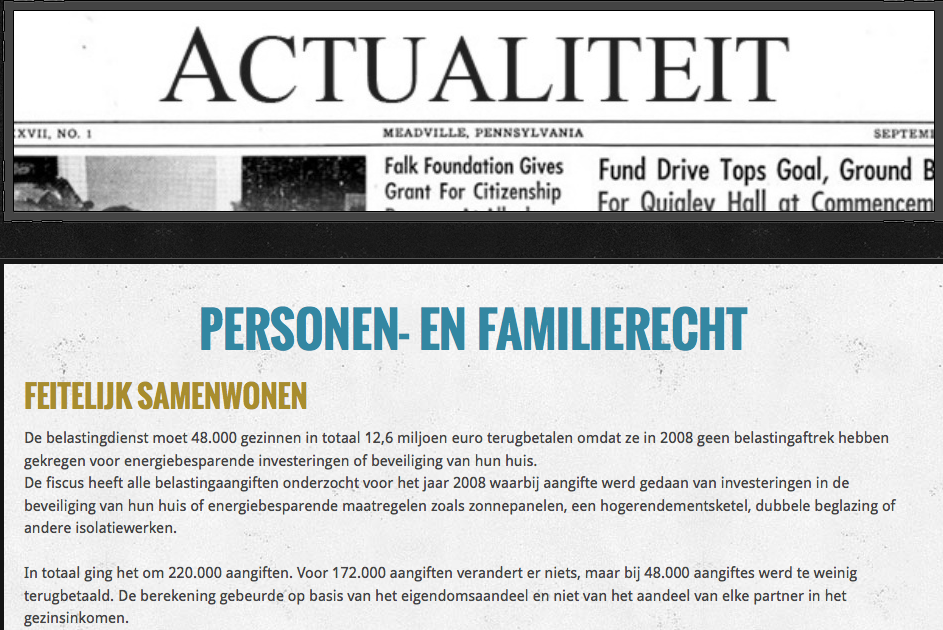 ACTUALITEIT
XVII, NO. 1 MEADVILLE, PENNSYLVANIA SEPTEM
Falk Foundation Gives
Grant For Citizenship
Fund Drive Tops Goal, Ground B
For Quigley Hall at Commencem
PERSONEN- EN FAMILIERECHT
FEITELIJK SAMENWONEN
De belastingdienst moet 48.000 gezinnen in totaal 12,6 miljoen euro terugbetalen omdat ze in 2008 geen belastingaftrek hebben
gekregen voor energiebesparende investeringen of beveiliging van hun huis.
De fiscus heeft alle belastingaangiften onderzocht voor het jaar 2008 waarbij aangifte werd gedaan van investeringen in de
beveiliging van hun huis of energiebesparende maatregelen zoals zonnepanelen, een hogerendementsketel, dubbele beglazing of
andere isolatiewerken.
In totaal ging het om 220.000 aangiften. Voor 172.000 aangiften verandert er niets, maar bij 48.000 aangiftes werd te weinig
terugbetaald. De berekening gebeurde op basis van het eigendomsaandeel en niet van het aandeel van elke partner in het
gezinsinkomen.